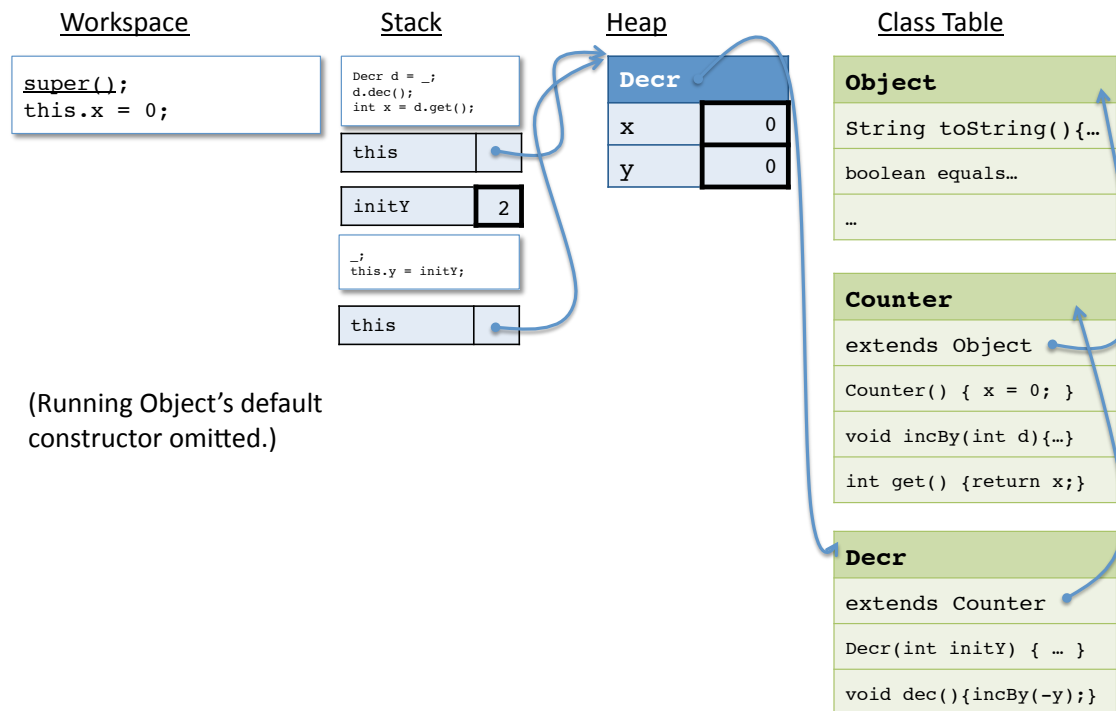 Workspace
Stack
Heap
Class Table
super();
this.x = 0;
Decr d = _;
d.dec();
int x = d.get();
this
initY 2
_;
this.y = initY;
this
(Running Object’s default
constructor omitted.)
Decr
x 0
y 0
Object
String toString(){…
boolean equals…
…
Counter
extends Object
Counter() { x = 0; }
void incBy(int d){…}
int get() {return x;}
Decr
extends Counter
Decr(int initY) { … }
void dec(){incBy(-y);}